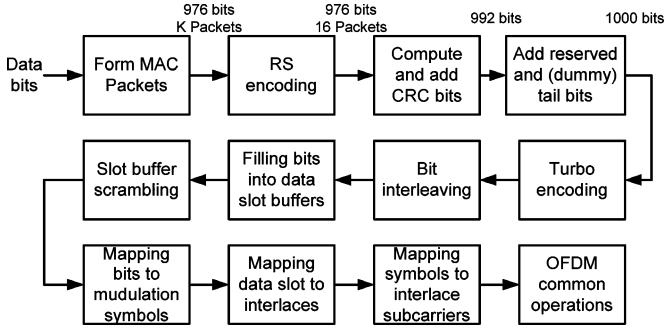 976 bits
K Packets
976 bits
16 Packets
992 bits
1000 bits
Data
bits
Form MAC
Packets
RS
encoding
Compute
and add
CRC bits
Add reserved
and (dummy)
tail bits
Slot buffer
scrambling
Filling bits
into data
slot buffers
Bit
interleaving
Turbo
encoding
Mapping
bits to
mudulation
symbols
Mapping
data slot to
interlaces
Mapping
symbols to
interlace
subcarriers
OFDM
common
operations